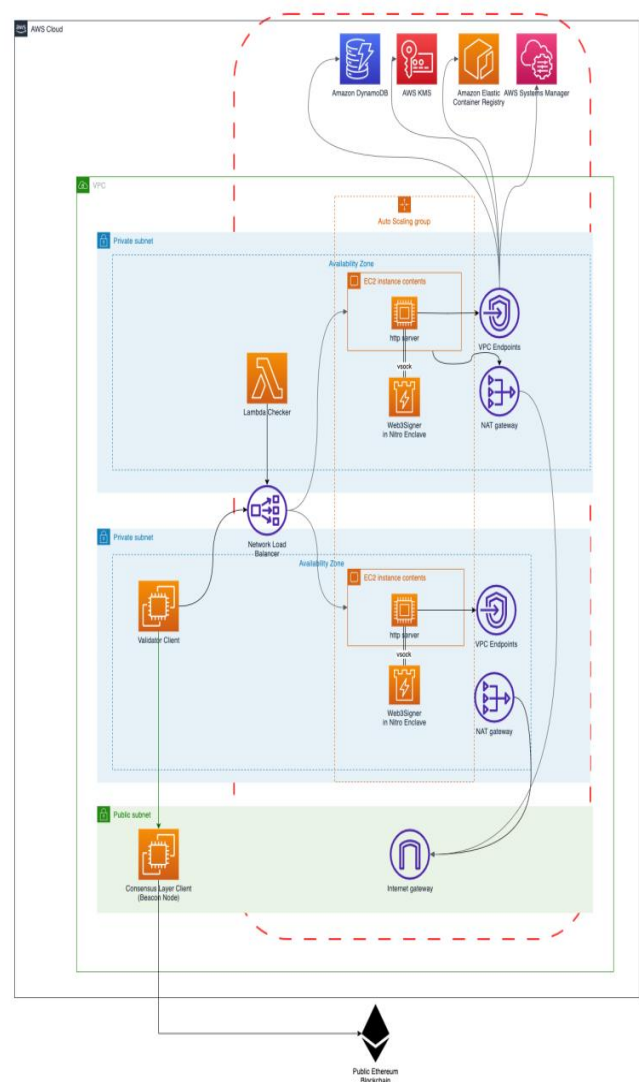 aws
AWS Cloud
Amazon DynamoDB
AWS KMS
Amazon Elastic
Container Registry
AWS Systems Manager
VPC
Auto Scaling group
Private subnet
Availability Zone
EC2 instance contents
http server
VPC Endpoints
vsock
Lambda Checker
Web3Signer
in Nitro Enclave
NAT gateway
Network Load
Balancer
Private subnet
Availability Zone
EC2 instance contents
Validator Client
http server
VPC Endpoints
vsock
Web3Signer
in Nitro Enclave
NAT gateway
Public subnet
Consensus Layer Client
(Beacon Node)
Internet gateway
Public Ethereum
Blockchain